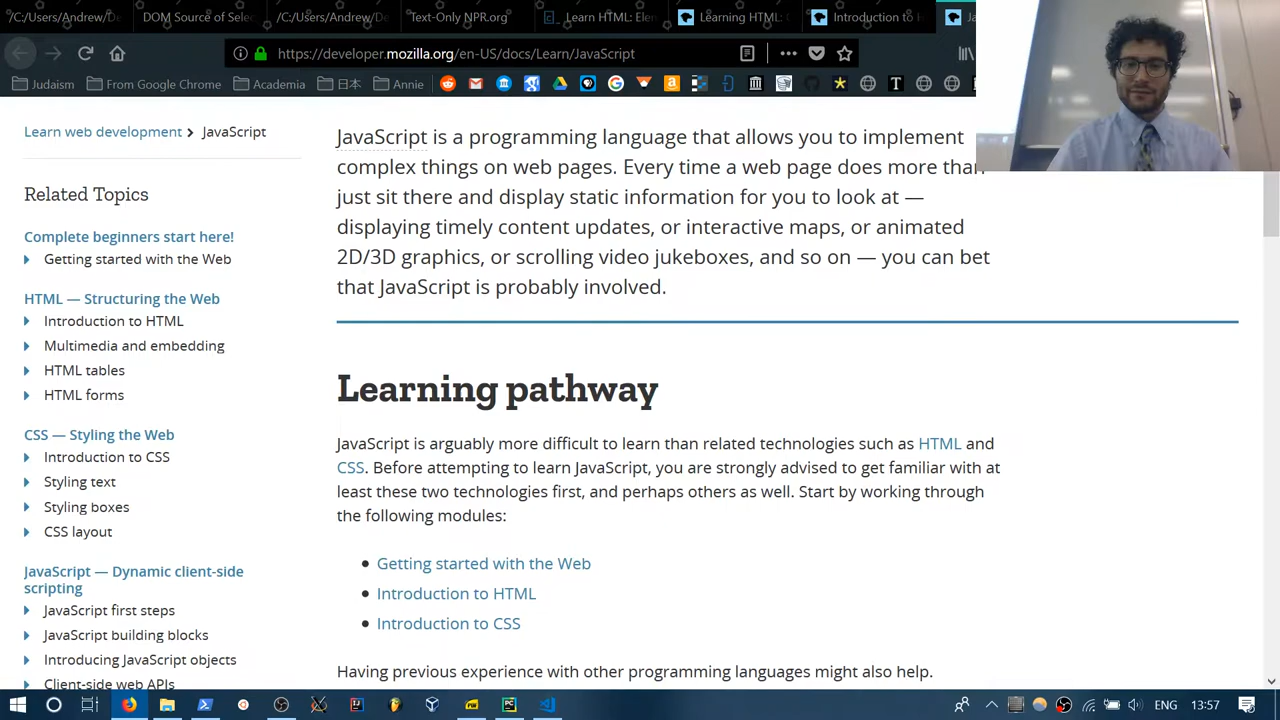 /C:/Users/Andrew/De
DOM Source of Selec
/C:/Users/Andrew/De
Text-Only NPR.org
Learn HTML: Elen
Learning HTML: G
Introduction to H
https://developer.mozilla.org/en-US/docs/Learn/JavaScript
Judaism
From Google Chrome
Academia
日本
Annie
Learn web development
JavaScript
Related Topics
Complete beginners start here!
Getting started with the Web
HTML — Structuring the Web
Introduction to HTML
Multimedia and embedding
HTML tables
HTML forms
CSS — Styling the Web
Introduction to CSS
Styling text
Styling boxes
CSS layout
JavaScript — Dynamic client-side
scripting
JavaScript first steps
JavaScript building blocks
Introducing JavaScript objects
Client-side web APIs
JavaScript is a programming language that allows you to implement
complex things on web pages. Every time a web page does more than
just sit there and display static information for you to look at —
displaying timely content updates, or interactive maps, or animated
2D/3D graphics, or scrolling video jukeboxes, and so on — you can bet
that JavaScript is probably involved.
Learning pathway
JavaScript is arguably more difficult to learn than related technologies such as HTML and
CSS. Before attempting to learn JavaScript, you are strongly advised to get familiar with at
least these two technologies first, and perhaps others as well. Start by working through
the following modules:
Getting started with the Web
Introduction to HTML
Introduction to CSS
Having previous experience with other programming languages might also help.
ENG
13:57